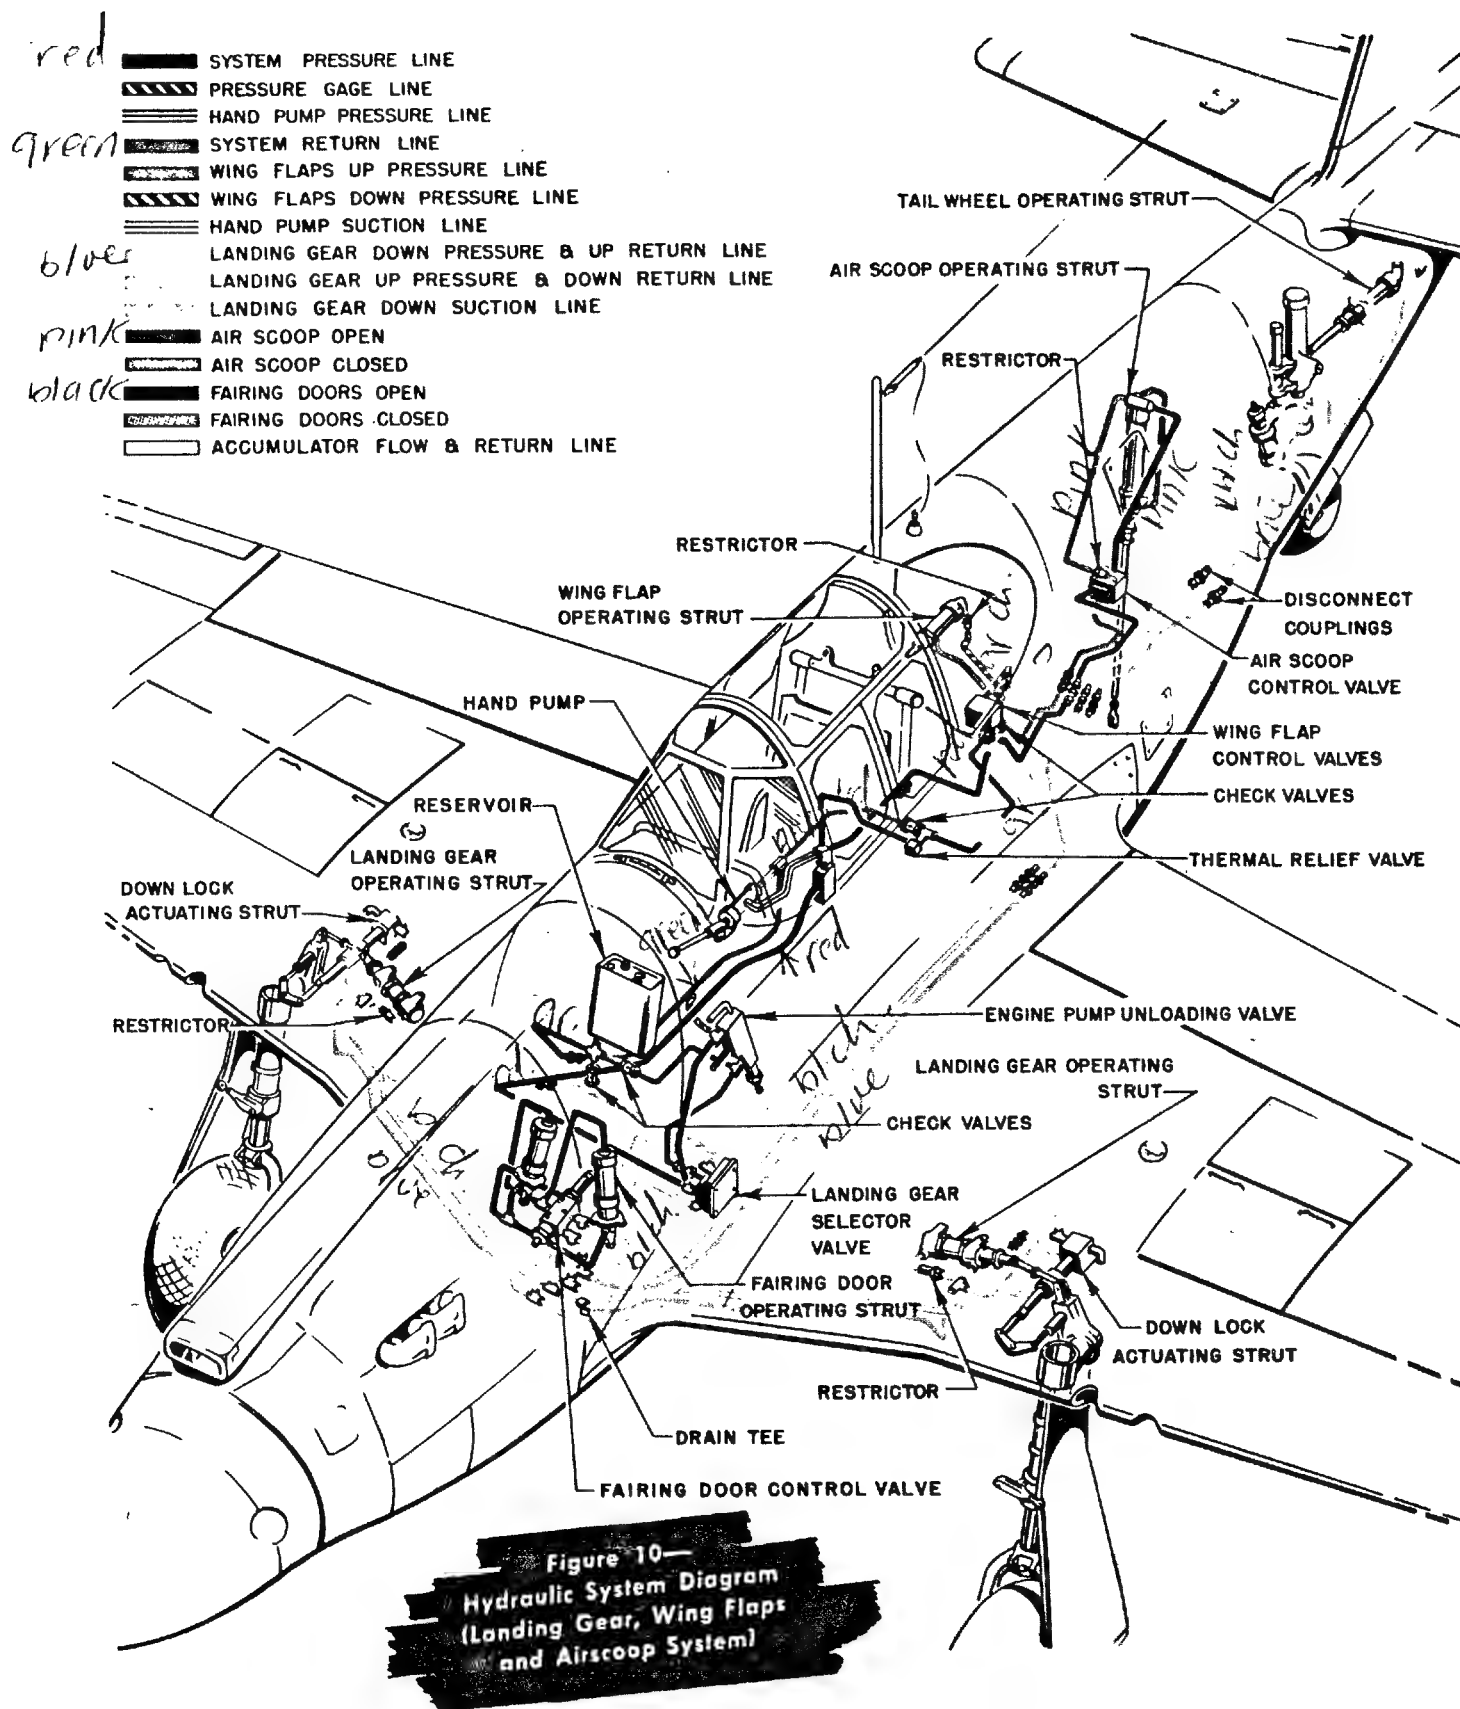 red
SYSTEM PRESSURE LINE
PRESSURE GAGE LINE
HAND PUMP PRESSURE LINE
green
SYSTEM RETURN LINE
WING FLAPS UP PRESSURE LINE
WING FLAPS DOWN PRESSURE LINE
HAND PUMP SUCTION LINE
blue
LANDING GEAR DOWN PRESSURE & UP RETURN LINE
LANDING GEAR UP PRESSURE & DOWN RETURN LINE
LANDING GEAR DOWN SUCTION LINE
pink
AIR SCOOP OPEN
AIR SCOOP CLOSED
black
FAIRING DOORS OPEN
FAIRING DOORS CLOSED
ACCUMULATOR FLOW & RETURN LINE
TAIL WHEEL OPERATING STRUT
AIR SCOOP OPERATING STRUT
RESTRICTOR
pink
pink
RESTRICTOR
WING FLAP
OPERATING STRUT
DISCONNECT
COUPLINGS
AIR SCOOP
CONTROL VALVE
HAND PUMP
WING FLAP
CONTROL VALVES
CHECK VALVES
RESERVOIR
THERMAL RELIEF VALVE
LANDING GEAR
OPERATING STRUT
DOWN LOCK
ACTUATING STRUT
green
red
RESTRICTOR
ENGINE PUMP UNLOADING VALVE
blch
blue
LANDING GEAR OPERATING
STRUT
CHECK VALVES
LANDING GEAR
SELECTOR
VALVE
FAIRING DOOR
OPERATING STRUT
DOWN LOCK
ACTUATING STRUT
RESTRICTOR
DRAIN TEE
FAIRING DOOR CONTROL VALVE
Figure 10—
Hydraulic System Diagram
(Landing Gear, Wing Flaps
and Airscoop System)